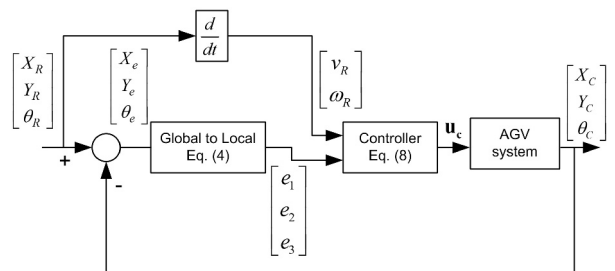 d
dt
X_R
Y_R
θ_R
X_e
Y_e
θ_e
v_R
ω_R
X_C
Y_C
θ_C
+
-
Global to Local
Eq. (4)
e_1
e_2
e_3
Controller
Eq. (8)
u_c
AGV
system